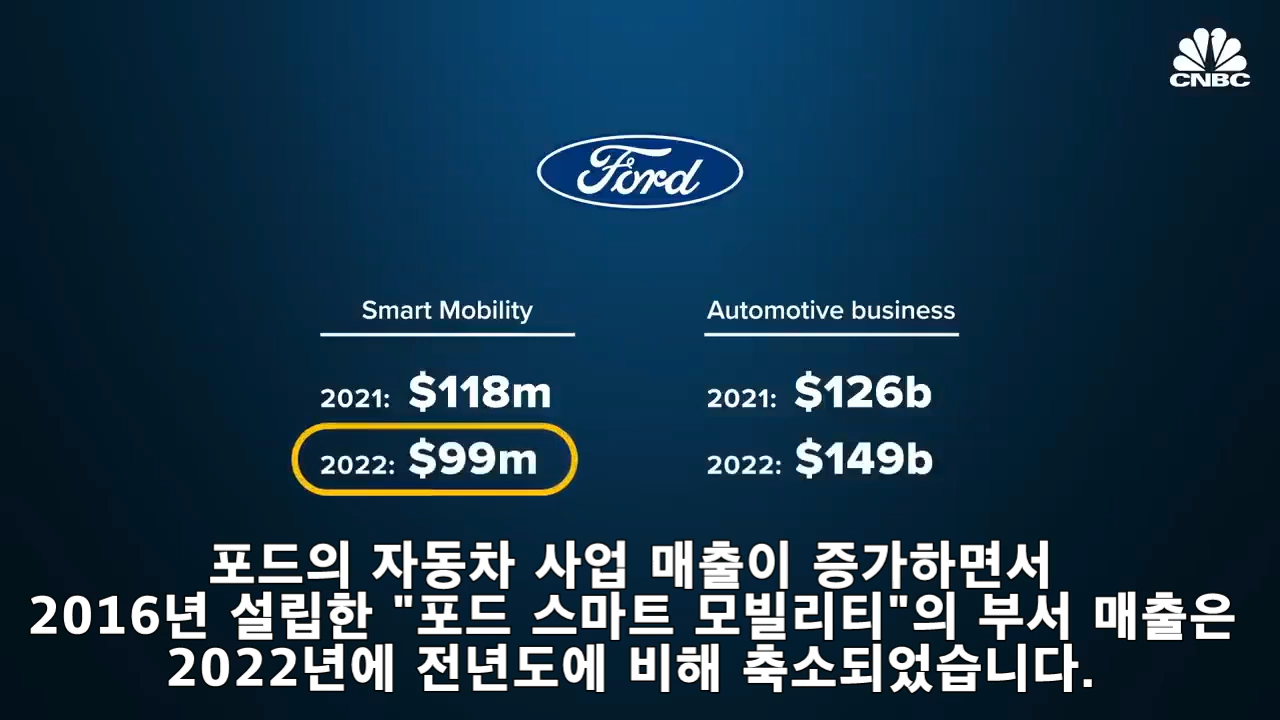 CNBC
Ford
Smart Mobility
2021: $118m
2022: $99m
Automotive business
2021: $126b
2022: $149b
포드의 자동차 사업 매출이 증가하면서
2016년 설립한 "포드 스마트 모빌리티"의 부서 매출은
2022년에 전년도에 비해 축소되었습니다.